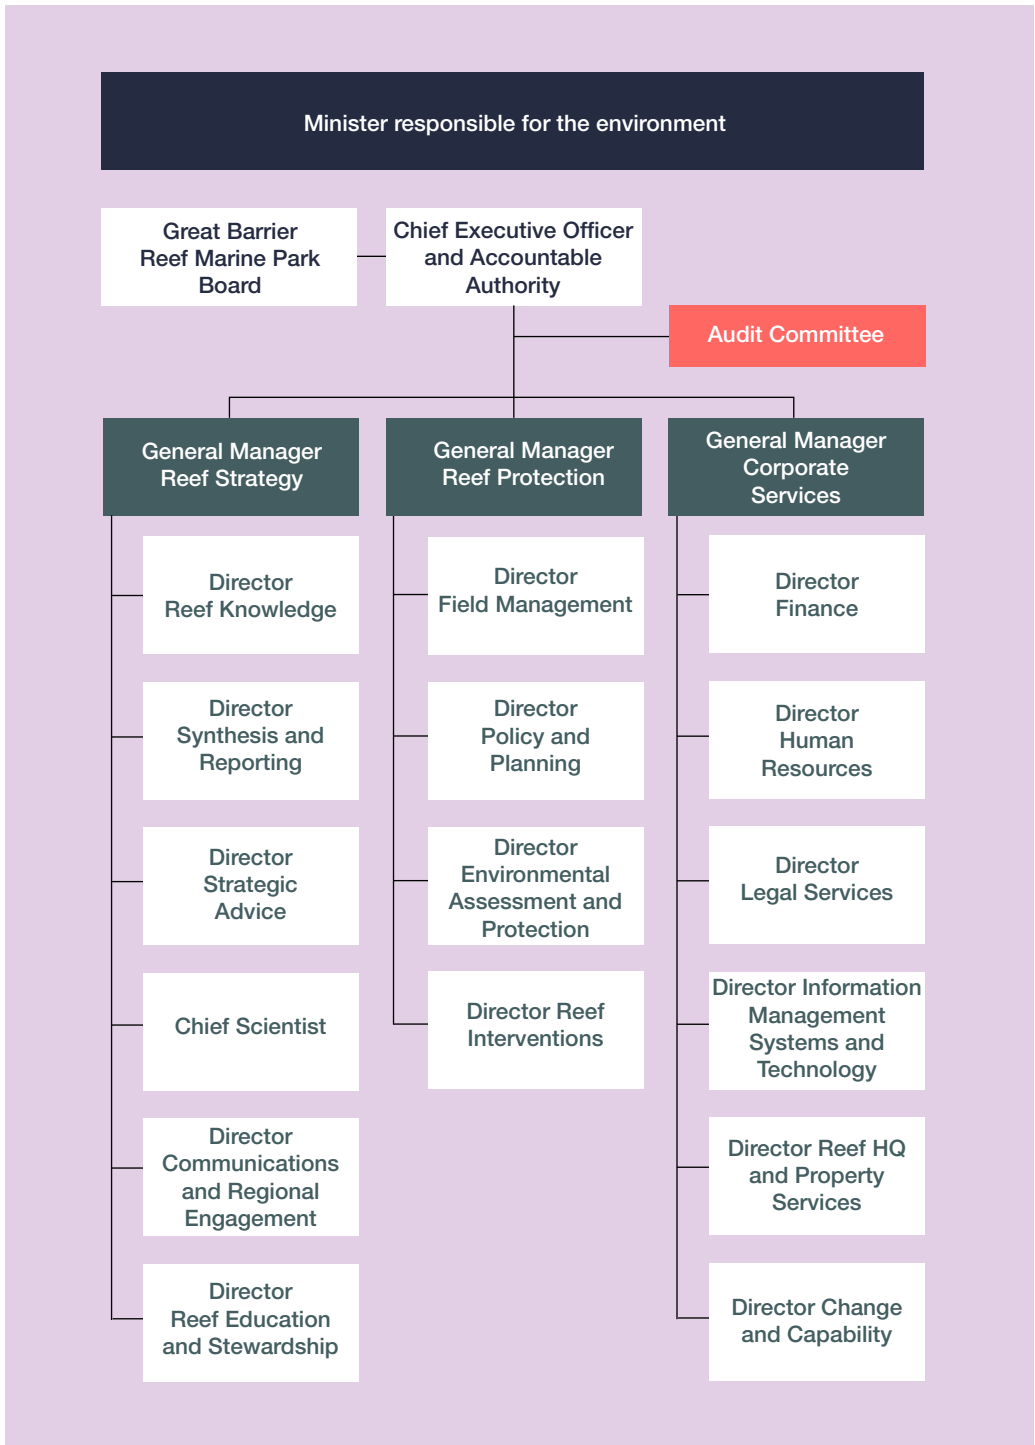 Minister responsible for the environment
Great Barrier
Reef Marine Park
Board
Chief Executive Officer
and Accountable
Authority
Audit Committee
General Manager
Reef Strategy
General Manager
Reef Protection
General Manager
Corporate
Services
Director
Reef Knowledge
Director
Synthesis and
Reporting
Director
Strategic
Advice
Chief Scientist
Director
Communications
and Regional
Engagement
Director
Reef Education
and Stewardship
Director
Field Management
Director
Policy and
Planning
Director
Environmental
Assessment and
Protection
Director Reef
Interventions
Director
Finance
Director
Human
Resources
Director
Legal Services
Director Information
Management
Systems and
Technology
Director Reef HQ
and Property
Services
Director Change
and Capability